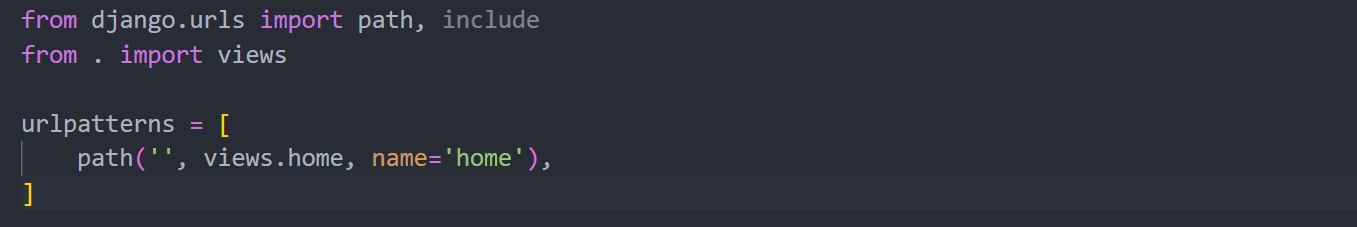 from django.urls import path, include
from . import views
urlpatterns = [
    path('', views.home, name='home'),
]